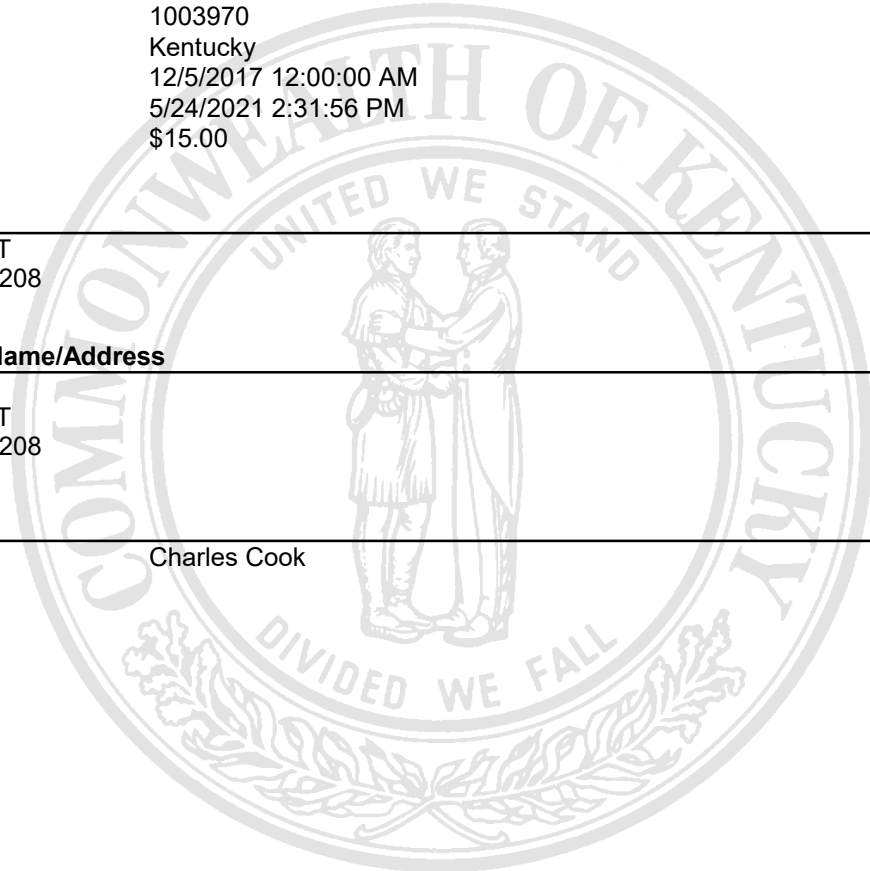 1003970
Kentucky
12/5/2017 12:00:00 AM
5/24/2021 2:31:56 PM
$15.00
T
208
ame/Address
T
208
Charles Cook
COMMONWEALTH OF KENTUCKY
UNITED WE STAND
DIVIDED WE FALL